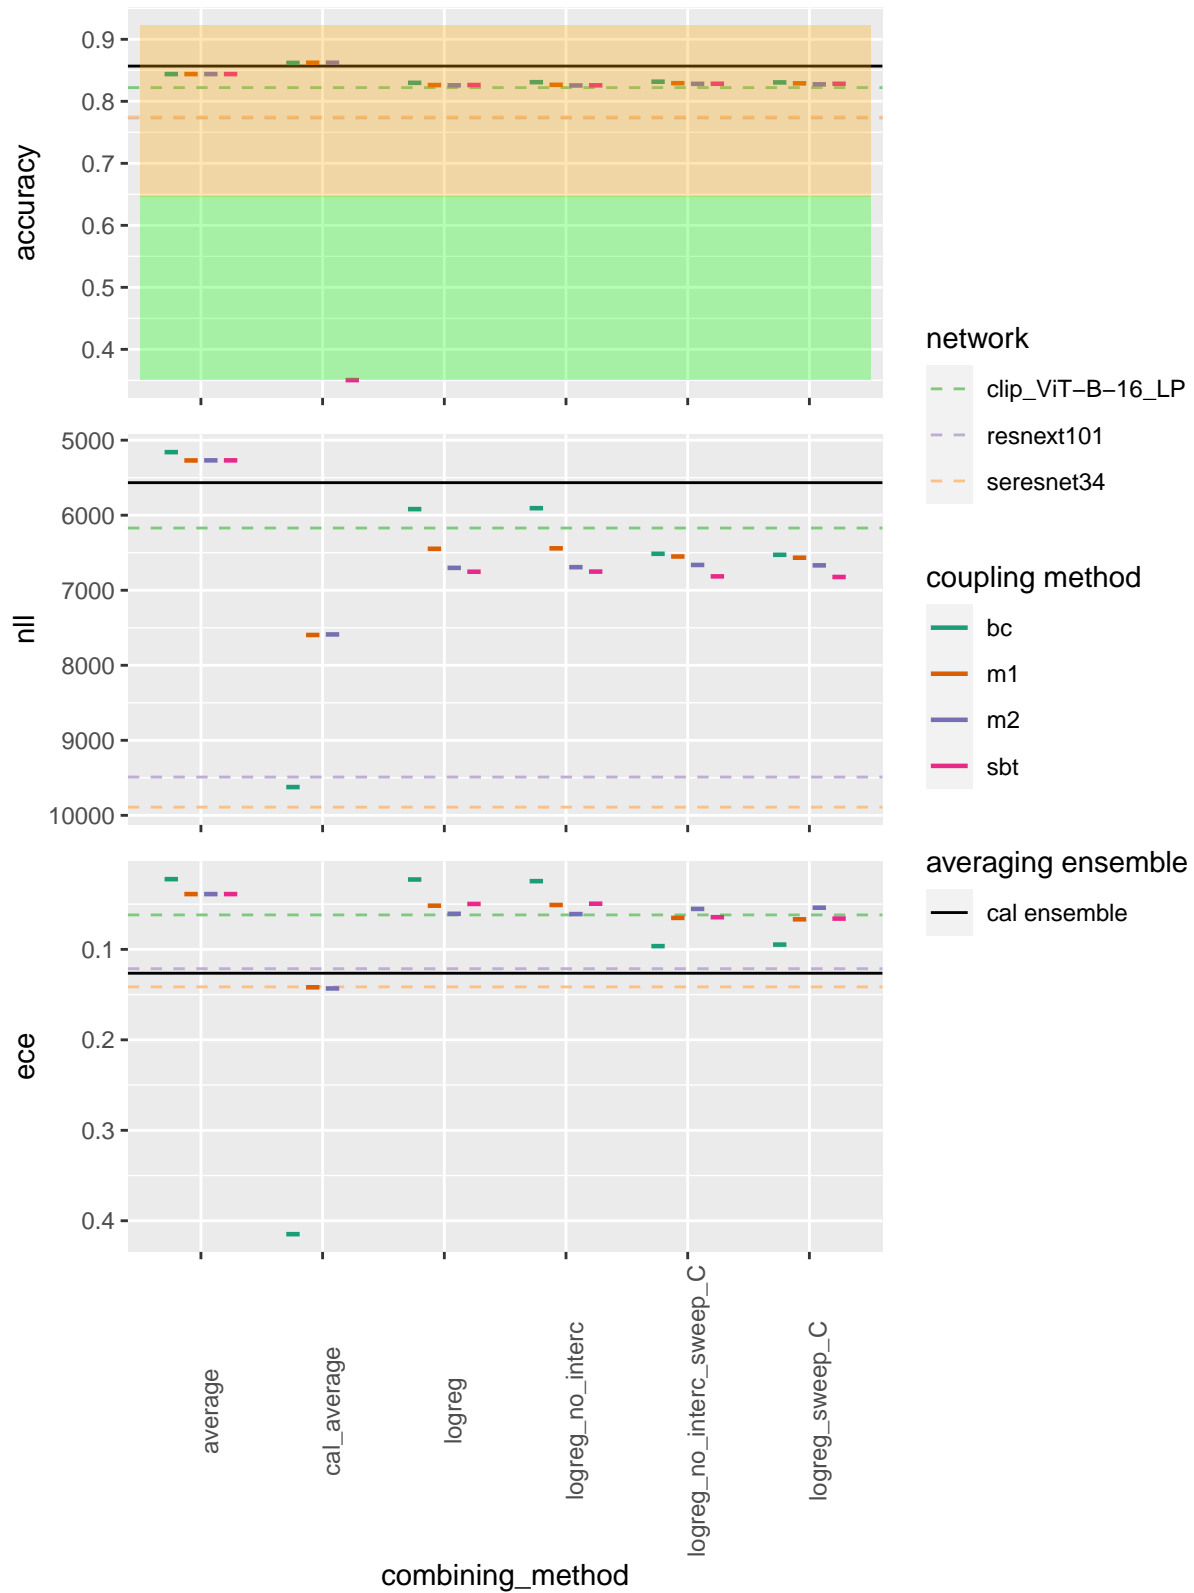 accuracy
0.9
0.8
0.7
0.6
0.5
0.4
nll
5000
6000
7000
8000
9000
10000
ece
0.1
0.2
0.3
0.4
average
cal_average
logreg
logreg_no_interc
logreg_no_interc_sweep_C
logreg_sweep_C
combining_method
network
clip_ViT−B−16_LP
resnext101
seresnet34
coupling method
bc
m1
m2
sbt
averaging ensemble
cal ensemble